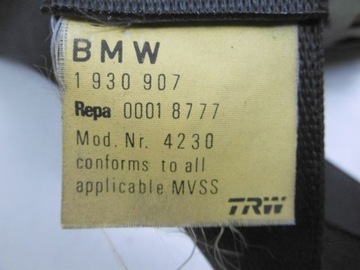 BMW
1 930 907
Repa 0001 8777
Mod. Nr. 4230
conforms to all
applicable MVSS
TRW